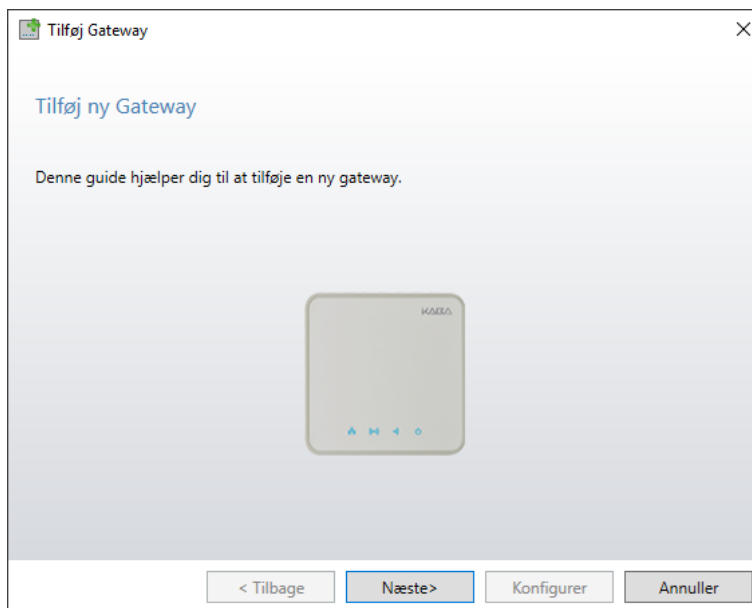 Tilføj Gateway
Tilføj ny Gateway
Denne guide hjælper dig til at tilføje en ny gateway.
KABA
< Tilbage
Næste>
Konfigurer
Annuller